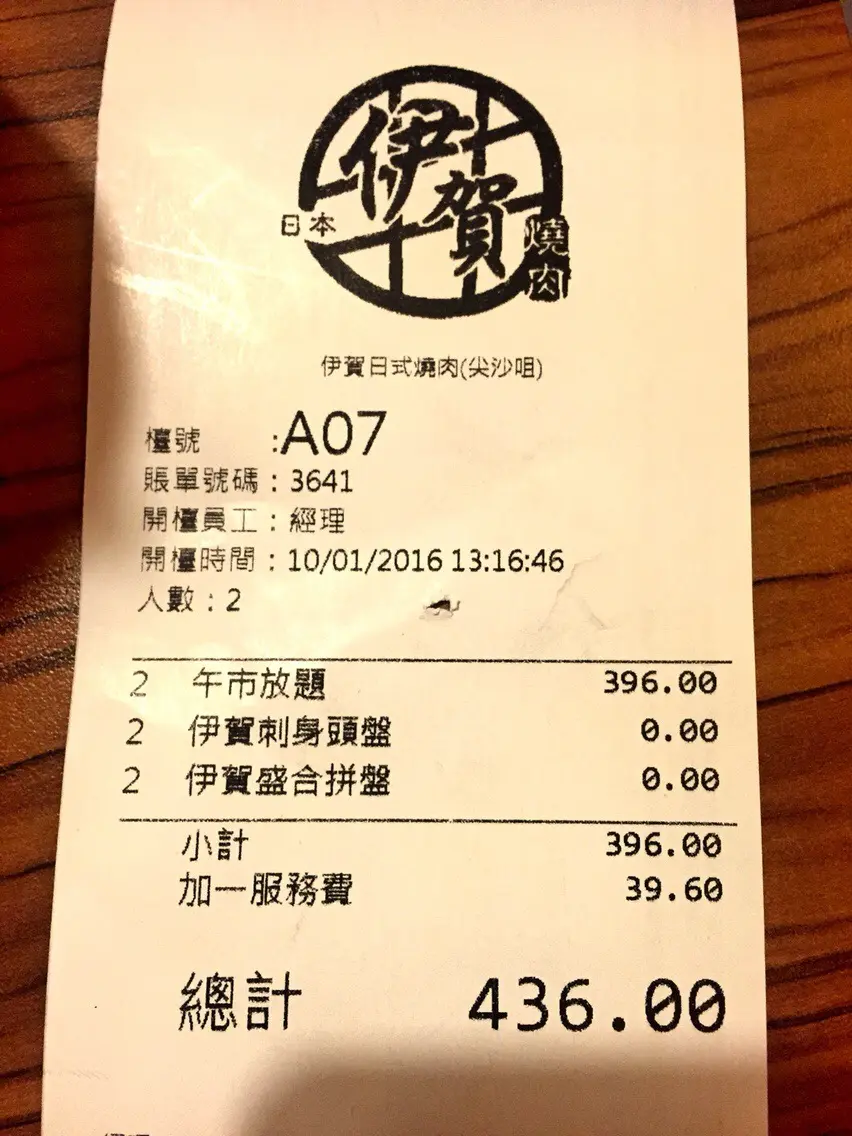 伊賀
日本
燒肉
伊賀日式燒肉(尖沙咀)
檯號 :A07
賬單號碼：3641
開檯員工：經理
開檯時間：10/01/2016 13:16:46
人數：2
2 午市放題 396.00
2 伊賀刺身頭盤 0.00
2 伊賀盛合拼盤 0.00
小計 396.00
加一服務費 39.60
總計 436.00